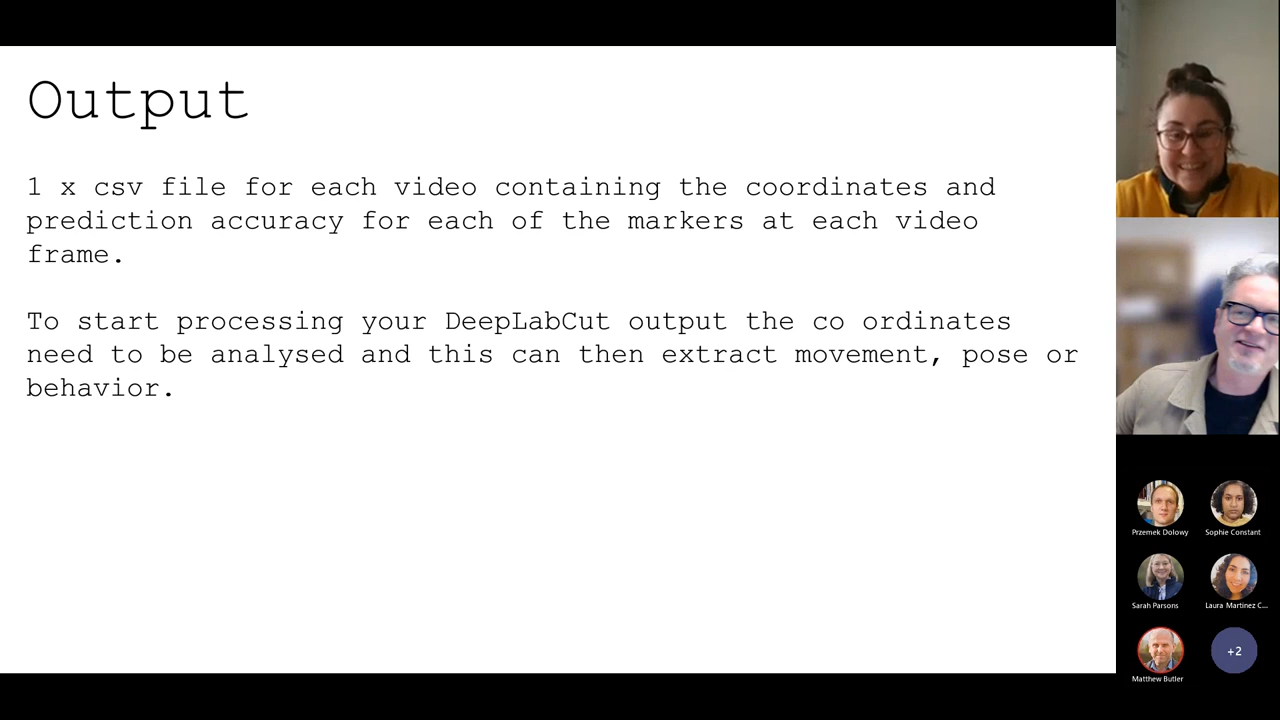 Output
1 x csv file for each video containing the coordinates and
prediction accuracy for each of the markers at each video
frame.
To start processing your DeepLabCut output the co ordinates
need to be analysed and this can then extract movement, pose or
behavior.
Przemek Dolowy
Sophie Constant
Sarah Parsons
Laura Martinez C...
Matthew Butler
+2